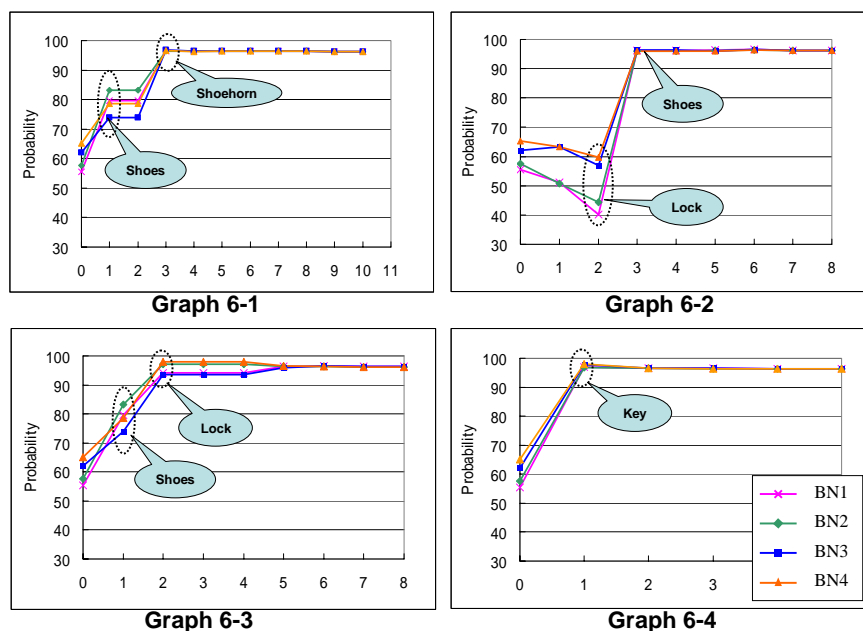 100
90
80
70
60
50
40
30
Probability
Shoehorn
Shoes
0 1 2 3 4 5 6 7 8 9 10 11
Graph 6-1
100
90
80
70
60
50
40
30
Probability
Shoes
Lock
0 1 2 3 4 5 6 7 8
Graph 6-2
100
90
80
70
60
50
40
30
Probability
Lock
Shoes
0 1 2 3 4 5 6 7 8
Graph 6-3
100
90
80
70
60
50
40
30
Probability
Key
0 1 2 3
BN1
BN2
BN3
BN4
Graph 6-4